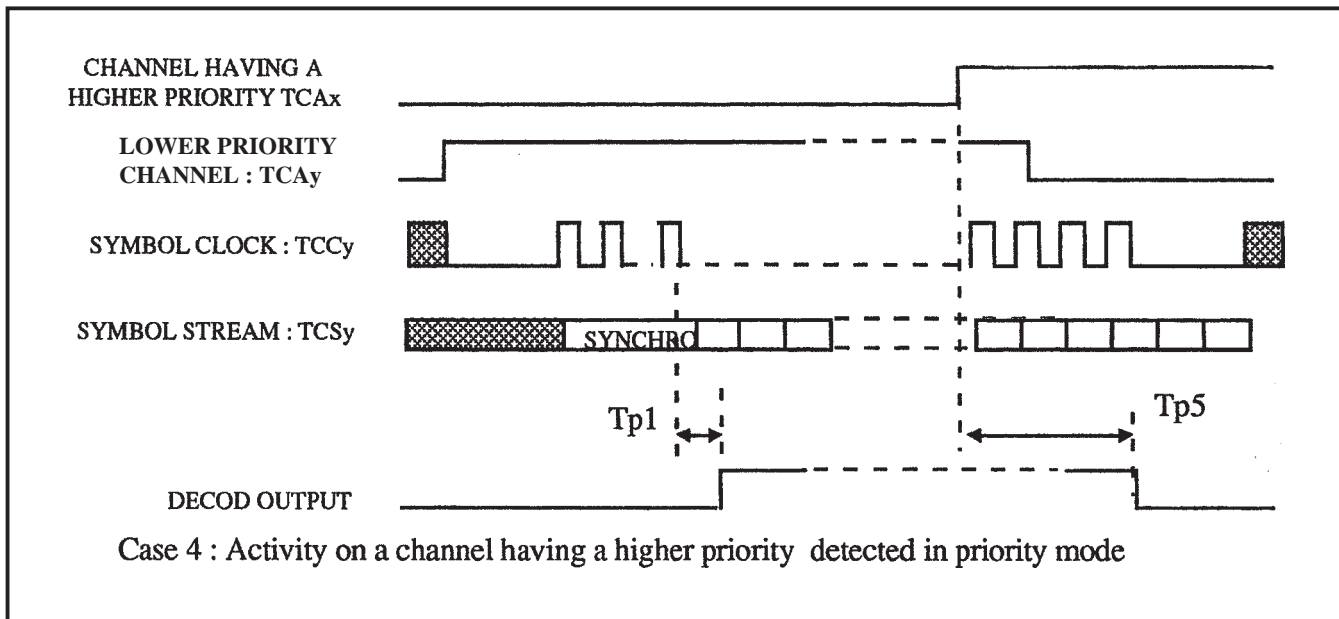 CHANNEL HAVING A
HIGHER PRIORITY TCAx
LOWER PRIORITY
CHANNEL : TCAy
SYMBOL CLOCK : TCCy
SYMBOL STREAM : TCSy
SYNCHRO
Tp1
Tp5
DECOD OUTPUT
Case 4 : Activity on a channel having a higher priority detected in priority mode